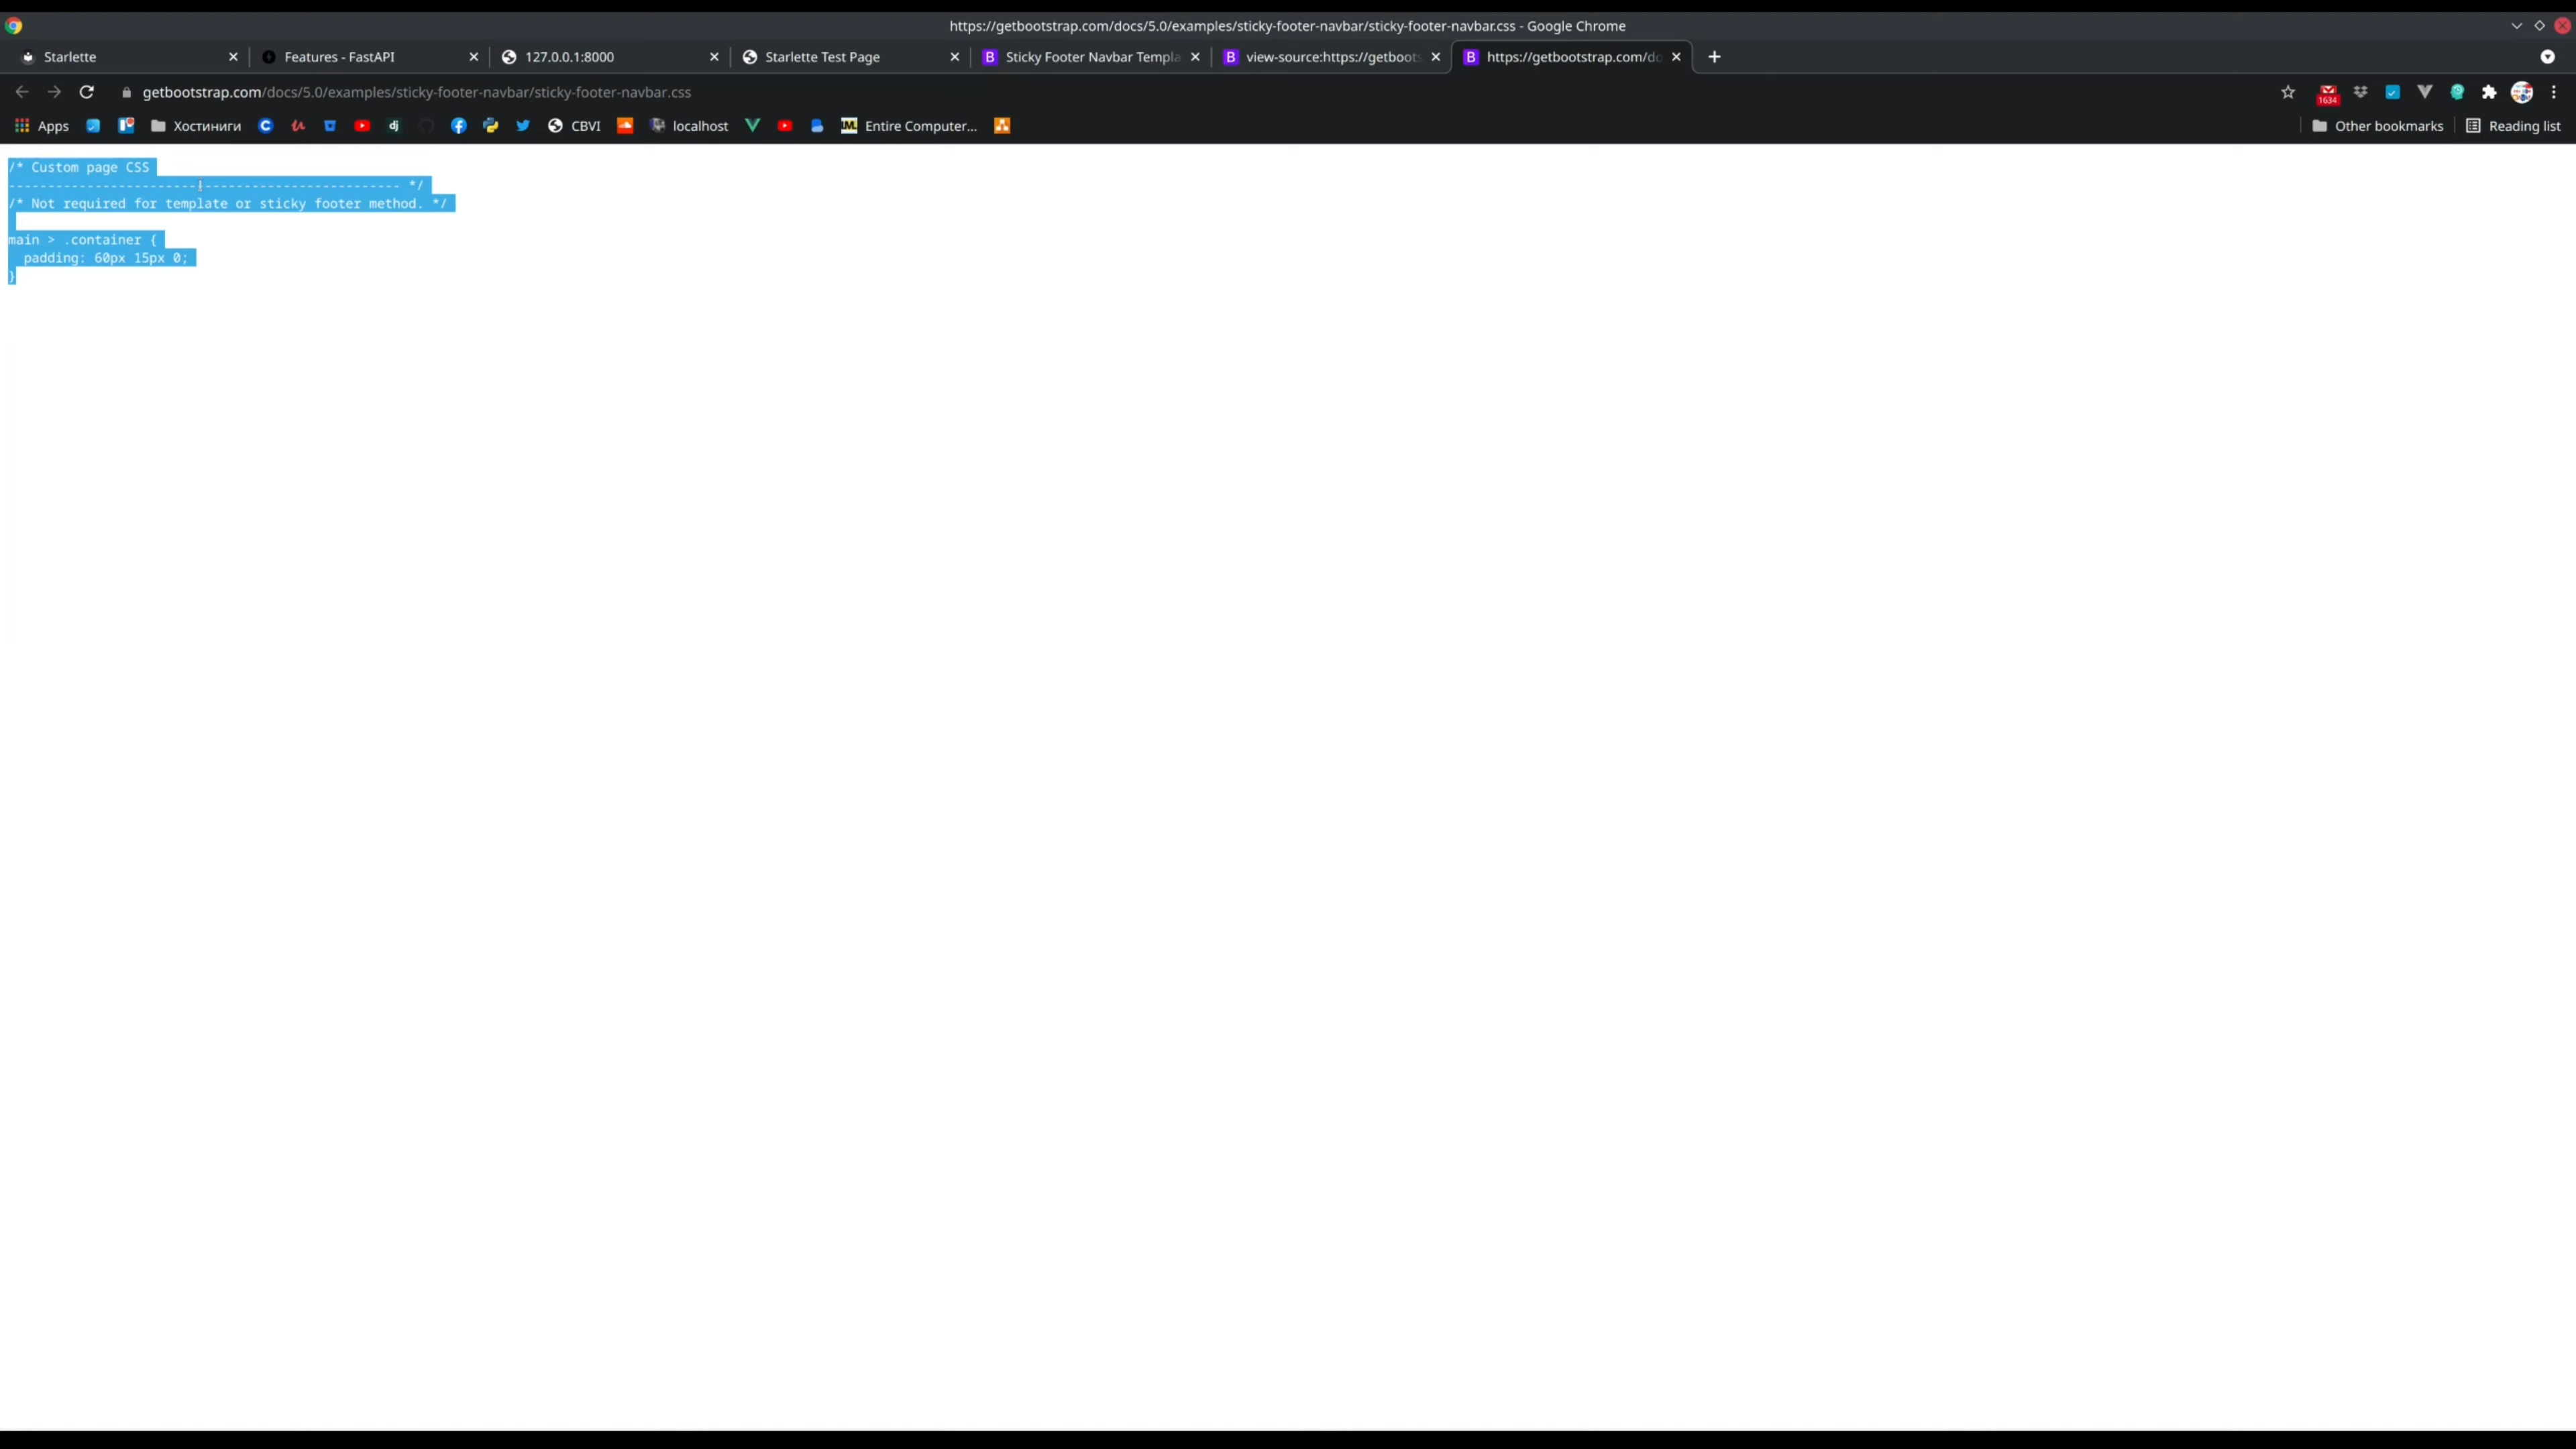 https://getbootstrap.com/docs/5.0/examples/sticky-footer-navbar/sticky-footer-navbar.css - Google Chrome
Starlette
Features - FastAPI
127.0.0.1:8000
Starlette Test Page
Sticky Footer Navbar Templa
view-source:https://getboots
https://getbootstrap.com/do
getbootstrap.com/docs/5.0/examples/sticky-footer-navbar/sticky-footer-navbar.css
1634
Apps
Хостиниги
dj
CBVI
localhost
Entire Computer...
Other bookmarks
Reading list
/* Custom page CSS
-------------------------------------------------- */
/* Not required for template or sticky footer method. */
main > .container {
  padding: 60px 15px 0;
}